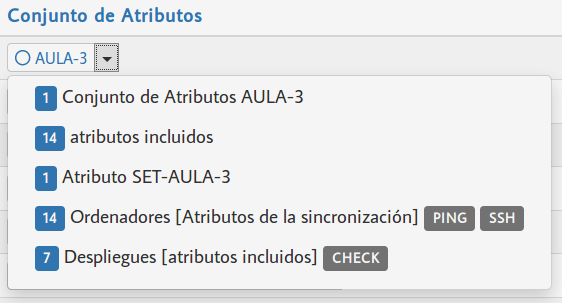 Conjunto de Atributos
AULA-3
1 Conjunto de Atributos AULA-3
14 atributos incluidos
1 Atributo SET-AULA-3
14 Ordenadores [Atributos de la sincronización] PING SSH
7 Despliegues [atributos incluidos] CHECK